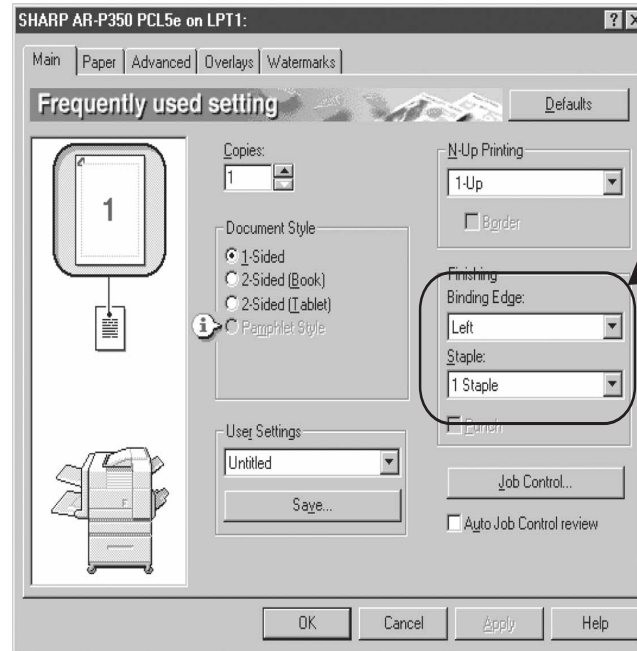 SHARP AR-P350 PCL5e on LPT1:
Main Paper Advanced Overlays Watermarks
Frequently used setting
Defaults
1
Copies:
1
Document Style
1-Sided
2-Sided (Book)
2-Sided (Tablet)
Pamphlet Style
User Settings
Untitled
Save...
N-Up Printing
1-Up
Border
Finishing
Binding Edge:
Left
Staple:
1 Staple
Punch
Job Control...
Auto Job Control review
OK Cancel Apply Help